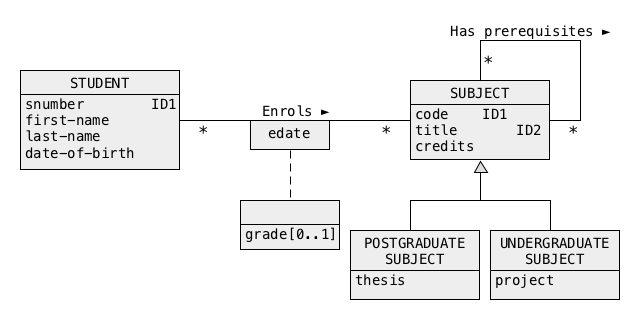 Has prerequisites ►
*
STUDENT
snumber ID1
first-name
last-name
date-of-birth
*
Enrols ►
edate
*
SUBJECT
code ID1
title ID2
credits
*
grade[0..1]
POSTGRADUATE
SUBJECT
thesis
UNDERGRADUATE
SUBJECT
project